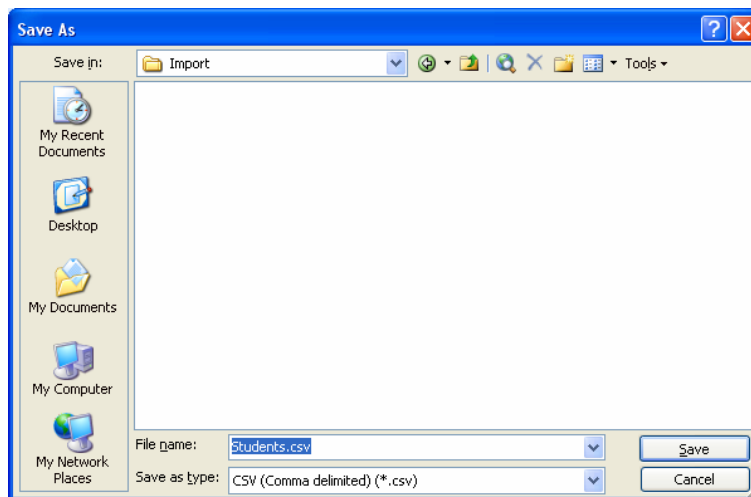 Save As
Save in:
Import
Tools
My Recent
Documents
Desktop
My Documents
My Computer
My Network
Places
File name:
Students.csv
Save
Save as type:
CSV (Comma delimited) (*.csv)
Cancel